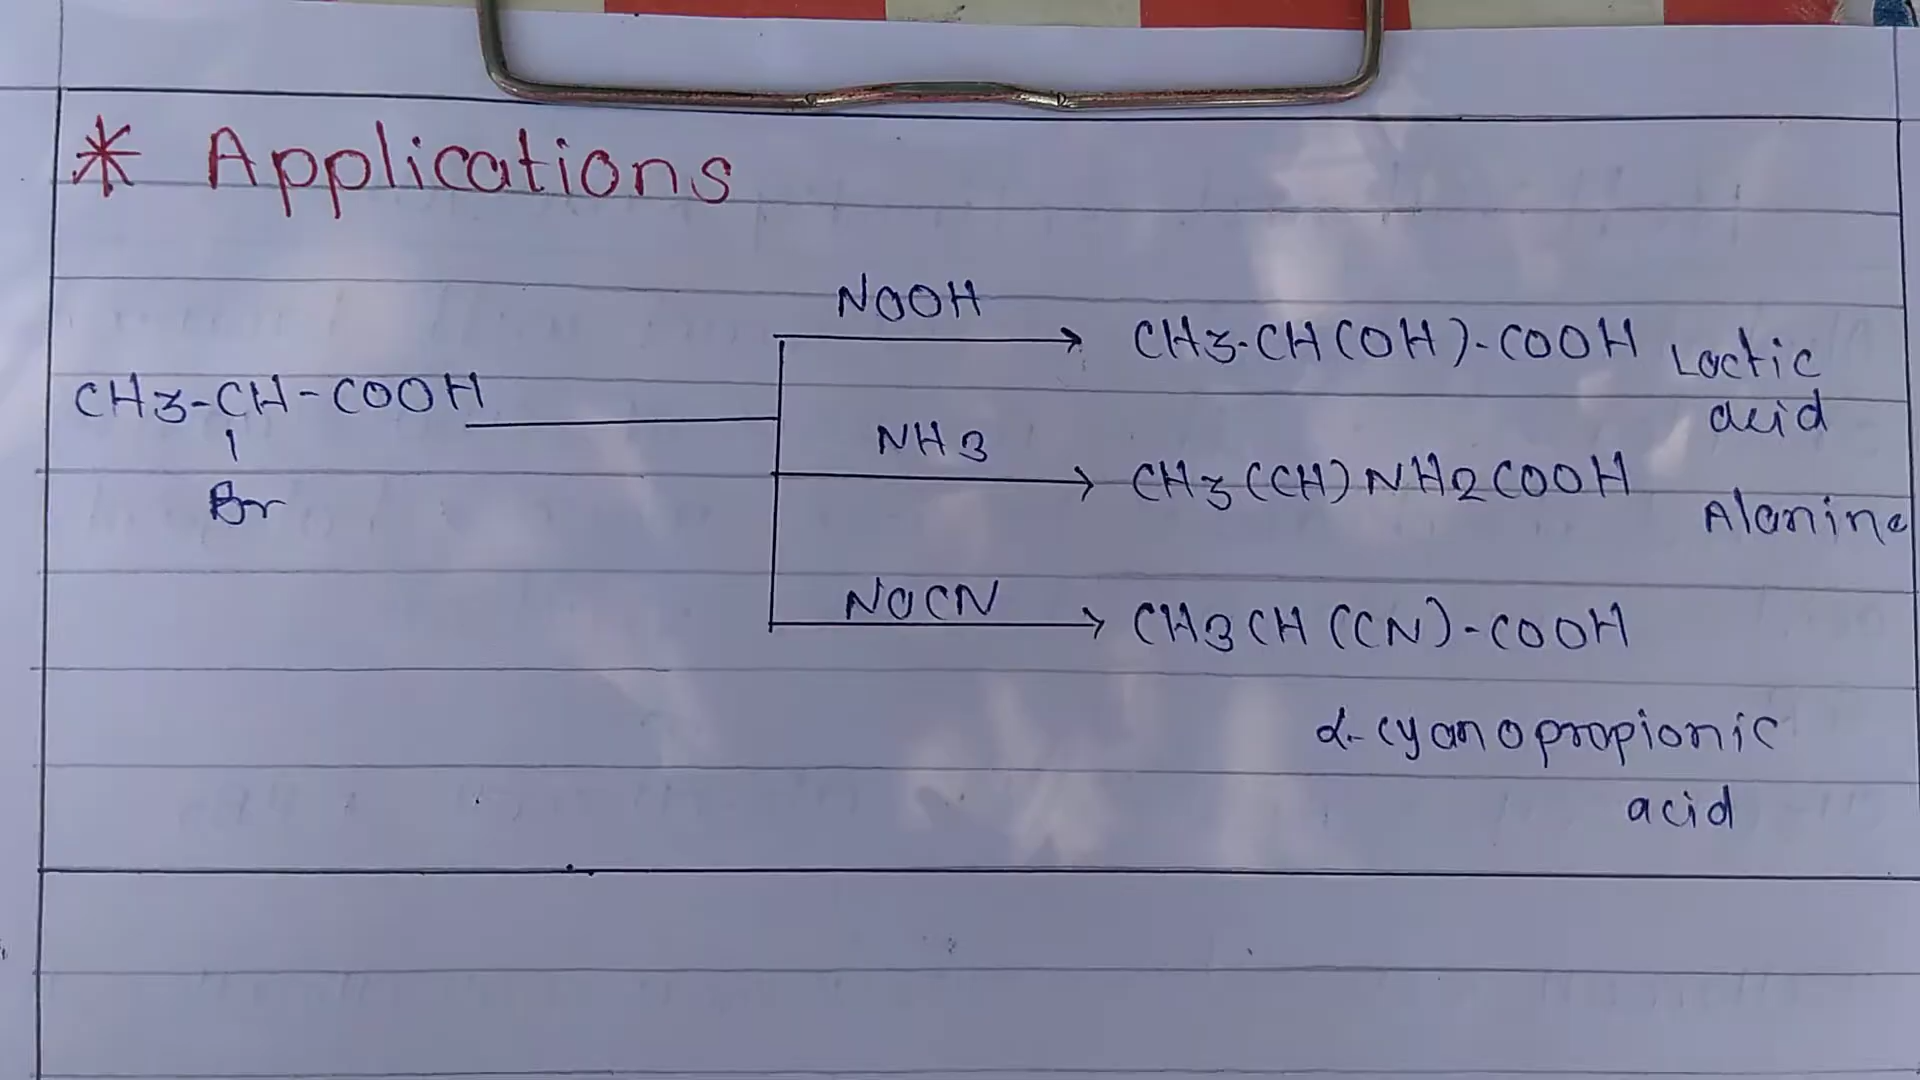 * Applications
NaOH
CH3-CH(OH)-COOH Lactic
acid
CH3-CH-COOH
|
Br
NH3
CH3(CH)NH2COOH
Alanine
NaCN
CH3CH(CN)-COOH
α-cyanopropionic
acid